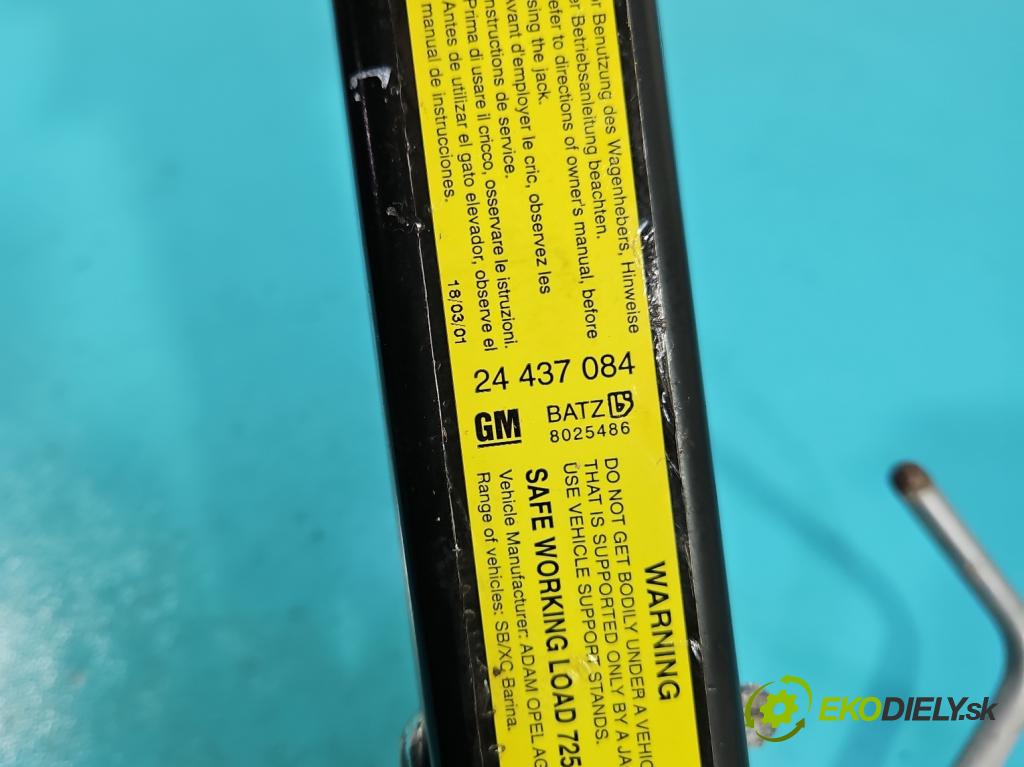 Benutzung des Wagenhebers, Hinweise
Betriebsanleitung beachten.
refer to directions of owner's manual, before
using the jack.
Avant d'employer le cric, observez les
instructions de service.
Prima di usare il cricco, osservare le istruzioni.
Antes de utilizar el gato elevador, observe el
manual de instrucciones.
18/03/01
24 437 084
GM
BATZ
8025486
WARNING
DO NOT GET BODILY UNDER A
THAT IS SUPPORTED ONLY BY A
USE VEHICLE SUPPORT STANDS.
SAFE WORKING LOAD 725
Vehicle Manufacturer: ADAM OPEL AG
Range of vehicles: SB/XC Barina.
EKODIELY.sk